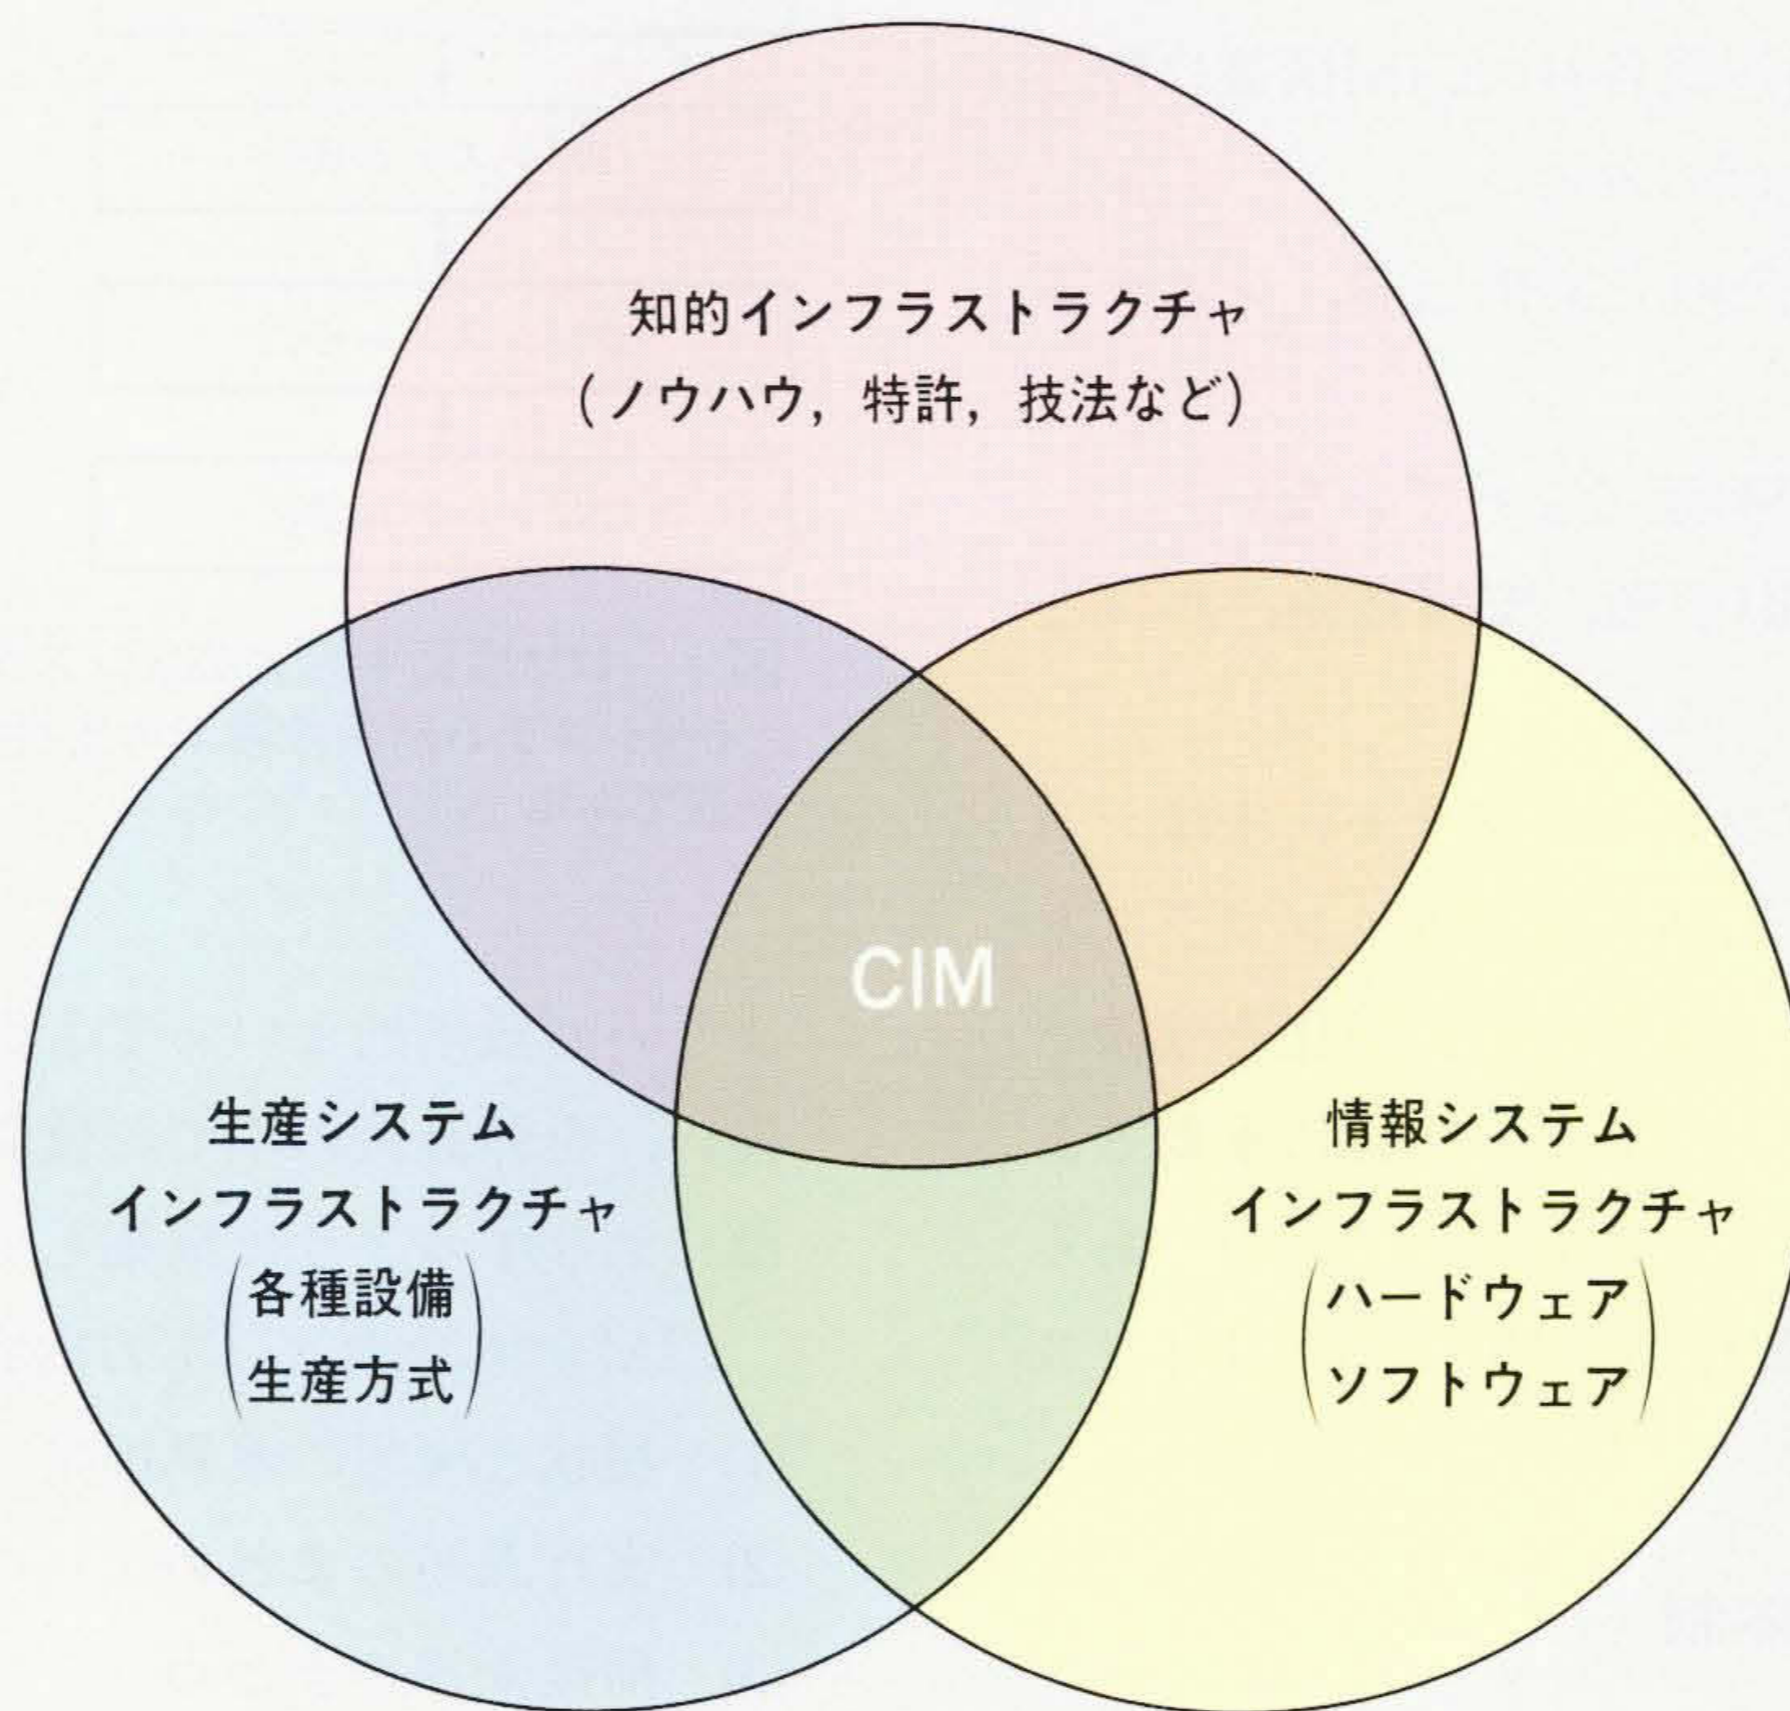 知的インフラストラクチャ
(ノウハウ，特許，技法など)
CIM
生産システム
インフラストラクチャ
(各種設備
生産方式)
情報システム
インフラストラクチャ
(ハードウェア
ソフトウェア)